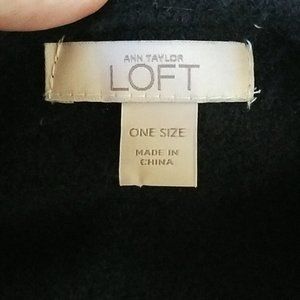 ANN TAYLOR
LOFT
ONE SIZE
MADE IN
CHINA